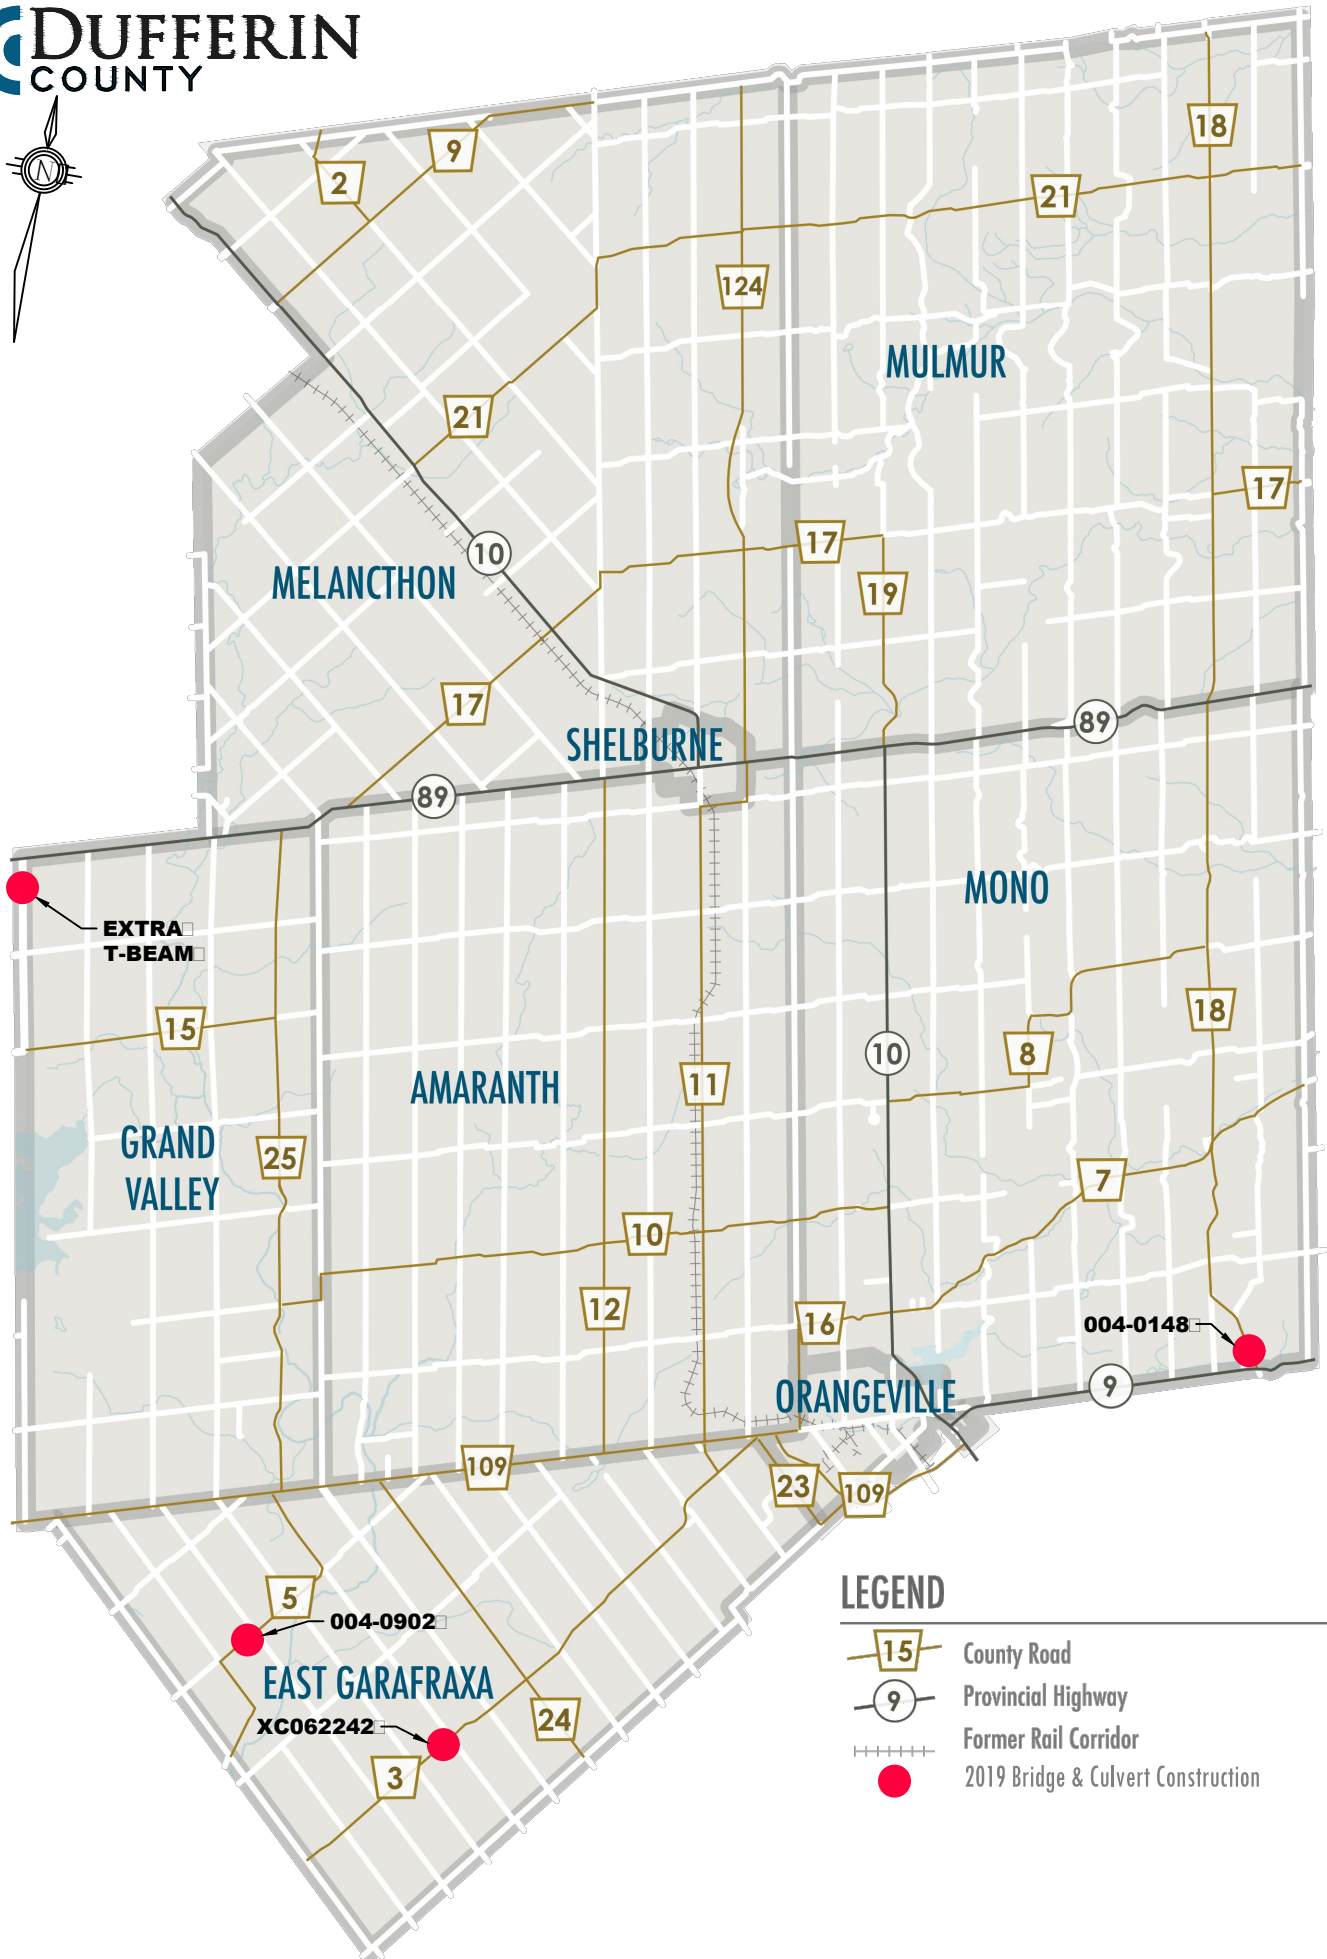 DUFFERIN
COUNTY
N
18
9
2
21
124
MULMUR
21
17
10
17
MELANCTHON
19
17
89
SHELBURNE
89
MONO
EXTRA
T-BEAM
15
18
8
10
11
AMARANTH
GRAND
VALLEY
25
7
10
12
16
004-0148
9
ORANGEVILLE
109
23
109
5
004-0902
EAST GARAFRAXA
XC062242
24
3
LEGEND
15 County Road
9 Provincial Highway
Former Rail Corridor
2019 Bridge & Culvert Construction